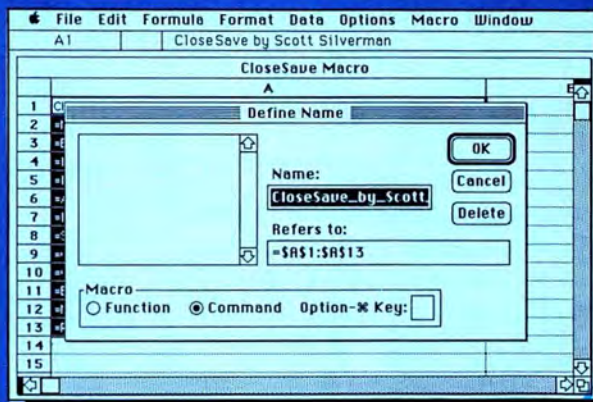 File Edit Formula Format Data Options Macro Window
A1 CloseSave by Scott Silverman
CloseSave Macro
A
1
2
3
4
5
6
7
8
9
10
11
12
13
14
15
Define Name
OK
Name:
Cancel
CloseSave_by_Scott_
Delete
Refers to:
=$A$1:$A$13
Macro
Function Command Option-⌘ Key: